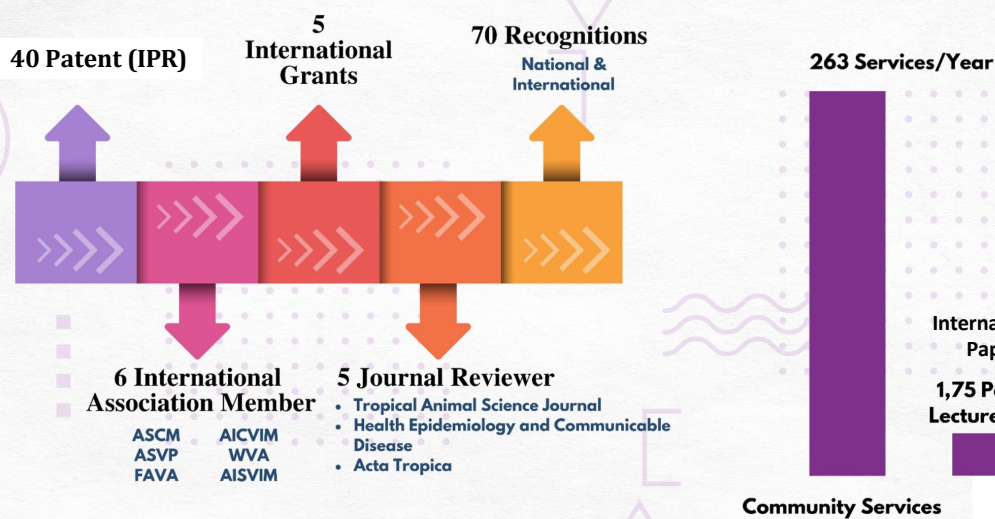 40 Patent (IPR)
5
International
Grants
70 Recognitions
National &
International
6 International
Association Member
ASCM AICVIM
ASVP WVA
FAVA AISVIM
5 Journal Reviewer
• Tropical Animal Science Journal
• Health Epidemiology and Communicable
Disease
• Acta Tropica
263 Services/Year
1,75
Community Services